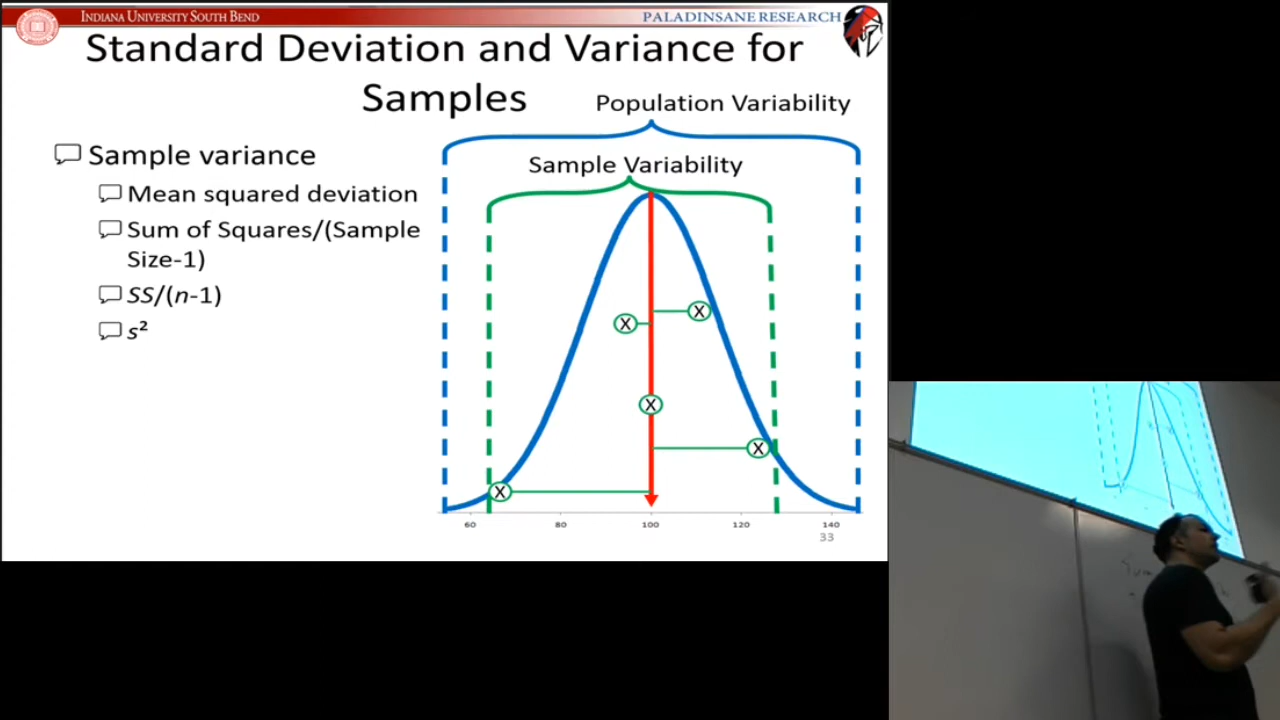 INDIANA UNIVERSITY SOUTH BEND
PALADINSANE RESEARCH
Standard Deviation and Variance for
Samples
Population Variability
Sample variance
Sample Variability
Mean squared deviation
Sum of Squares/(Sample
Size-1)
SS/(n-1)
s²
X
X
X
X
X
60 80 100 120 140
33